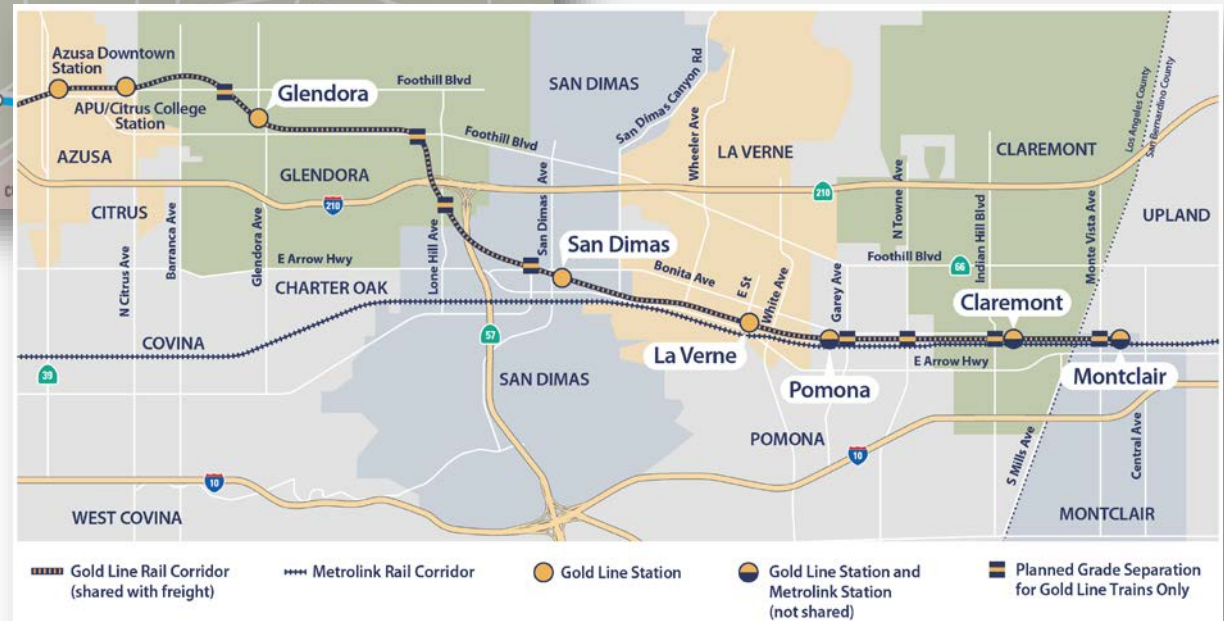 Azusa Downtown
Station
APU/Citrus College
Station
Glendora
Foothill Blvd
Foothill Blvd
SAN DIMAS
San Dimas Canyon Rd
Wheeler Ave
LA VERNE
N Towne Ave
CLAREMONT
Los Angeles County
San Bernardino County
AZUSA
GLENDORA
210
210
CITRUS
UPLAND
N Citrus Ave
Barranca Ave
Glendora Ave
Lone Hill Ave
San Dimas Ave
San Dimas
E Arrow Hwy
Bonita Ave
E St
White Ave
Garey Ave
Foothill Blvd
66
Indian Hill Blvd
Monte Vista Ave
CHARTER OAK
Claremont
COVINA
57
La Verne
E Arrow Hwy
39
SAN DIMAS
Pomona
Montclair
POMONA
10
S Mills Ave
Central Ave
10
WEST COVINA
MONTCLAIR
Gold Line Rail Corridor
(shared with freight)
Metrolink Rail Corridor
Gold Line Station
Gold Line Station and
Metrolink Station
(not shared)
Planned Grade Separation
for Gold Line Trains Only